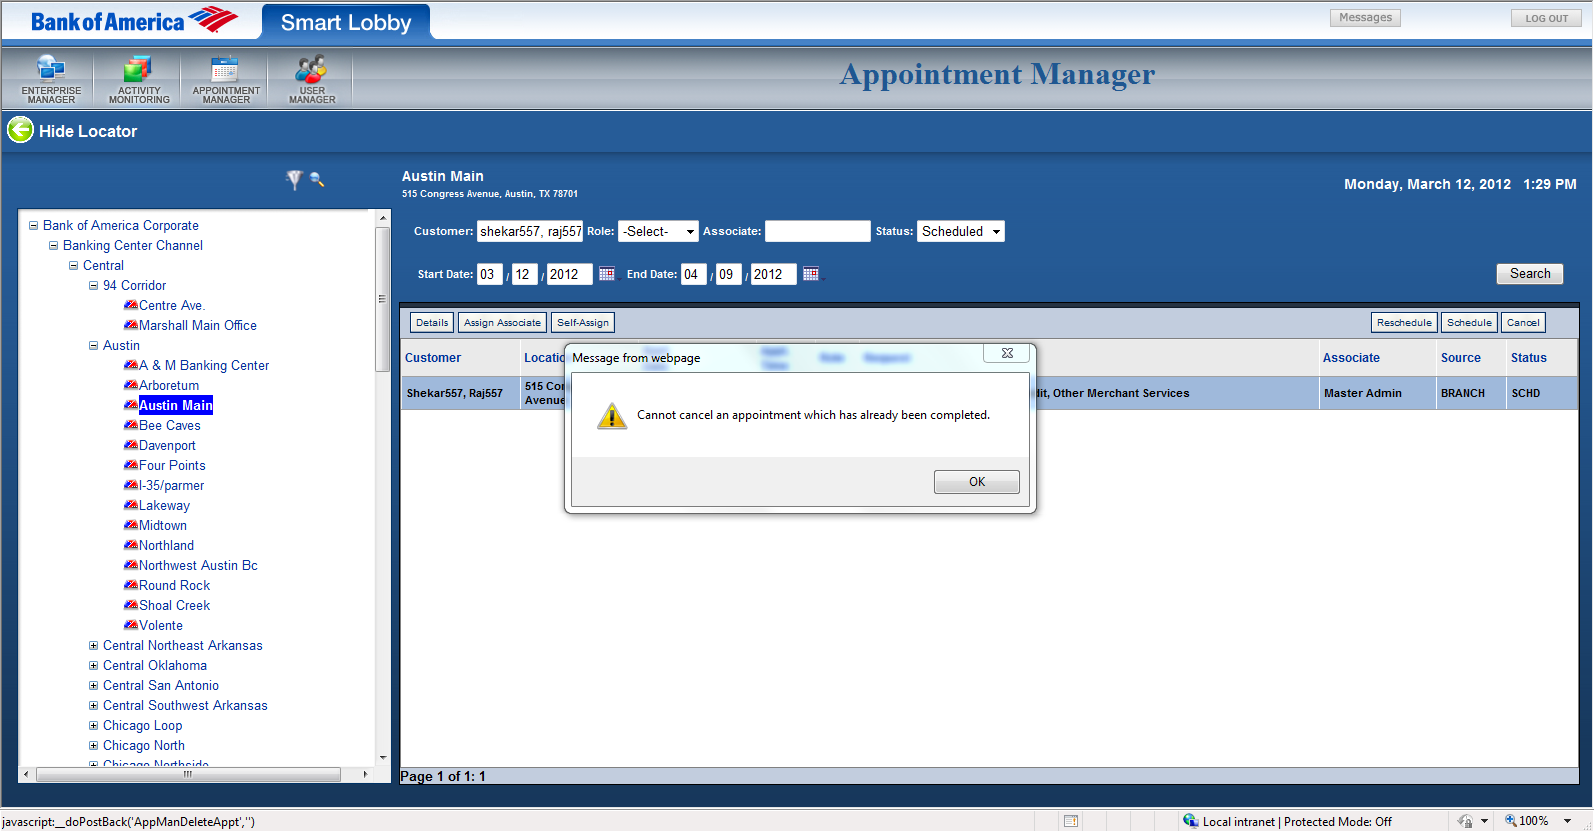 Bank of America
Smart Lobby
Messages
LOG OUT
ENTERPRISE
MANAGER
ACTIVITY
MONITORING
APPOINTMENT
MANAGER
USER
MANAGER
Appointment Manager
Hide Locator
Austin Main
515 Congress Avenue, Austin, TX 78701
Monday, March 12, 2012 1:29 PM
Bank of America Corporate
Banking Center Channel
Central
94 Corridor
Centre Ave.
Marshall Main Office
Austin
A & M Banking Center
Arboretum
Austin Main
Bee Caves
Davenport
Four Points
I-35/parmer
Lakeway
Midtown
Northland
Northwest Austin Bc
Round Rock
Shoal Creek
Volente
Central Northeast Arkansas
Central Oklahoma
Central San Antonio
Central Southwest Arkansas
Chicago Loop
Chicago North
Chicago Northside
Customer: shekar557, raj557 Role: -Select- Associate: Status: Scheduled
Start Date: 03 / 12 / 2012 End Date: 04 / 09 / 2012
Search
Details Assign Associate Self-Assign Reschedule Schedule Cancel
Customer Locatio Associate Source Status
Shekar557, Raj557 515 Con Avenue dit, Other Merchant Services Master Admin BRANCH SCHD
Message from webpage
Cannot cancel an appointment which has already been completed.
OK
Page 1 of 1: 1
javascript:__doPostBack('AppManDeleteAppt','')
Local intranet | Protected Mode: Off
100%